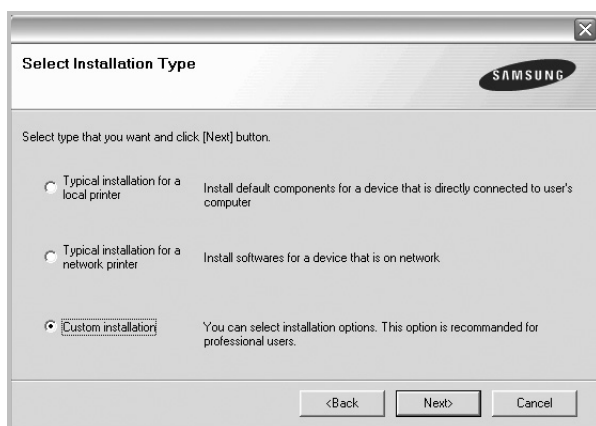 Select Installation Type
SAMSUNG
Select type that you want and click [Next] button.
Typical installation for a
local printer
Install default components for a device that is directly connected to user's
computer
Typical installation for a
network printer
Install softwares for a device that is on network
Custom installation
You can select installation options. This option is recommanded for
professional users.
<Back
Next>
Cancel